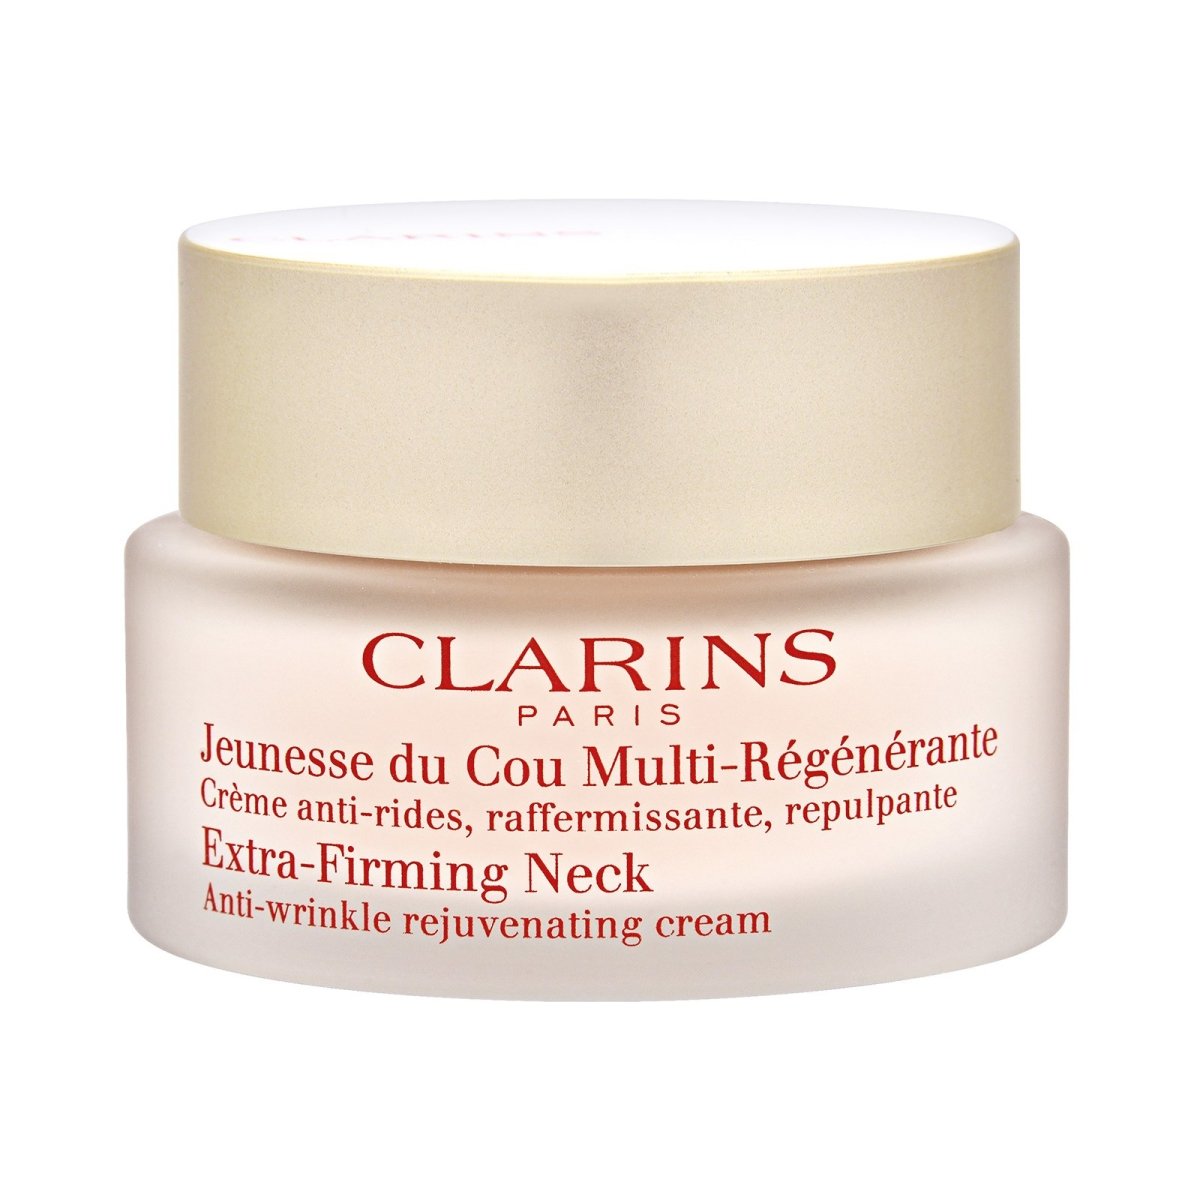 CLARINS
CLARINS
PARIS
Jeunesse du Cou Multi-Régénérante
Crème anti-rides, raffermissante, repulpante
Extra-Firming Neck
Anti-wrinkle rejuvenating cream